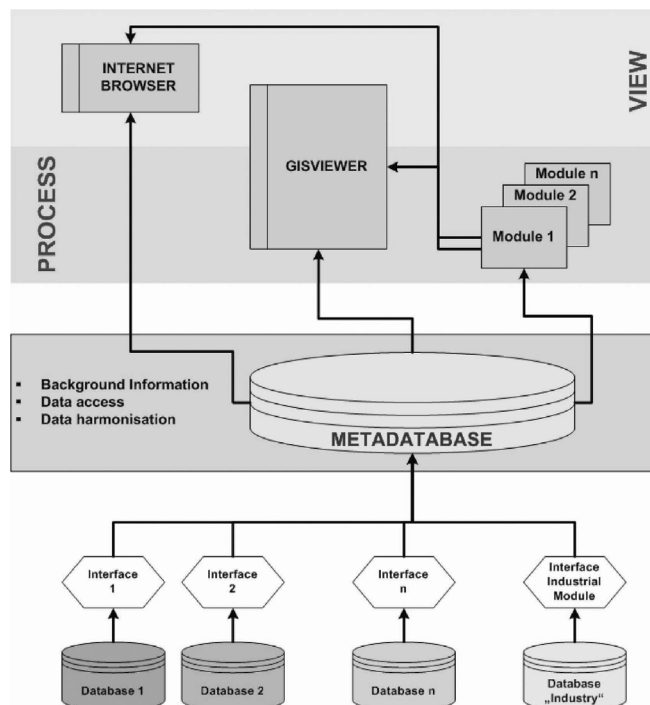 INTERNET
BROWSER
VIEW
GISVIEWER
PROCESS
Module n
Module 2
Module 1
▪ Background Information
▪ Data access
▪ Data harmonisation
METADATABASE
Interface
1
Interface
2
Interface
n
Interface
Industrial
Module
Database 1
Database 2
Database n
Database
„Industry“